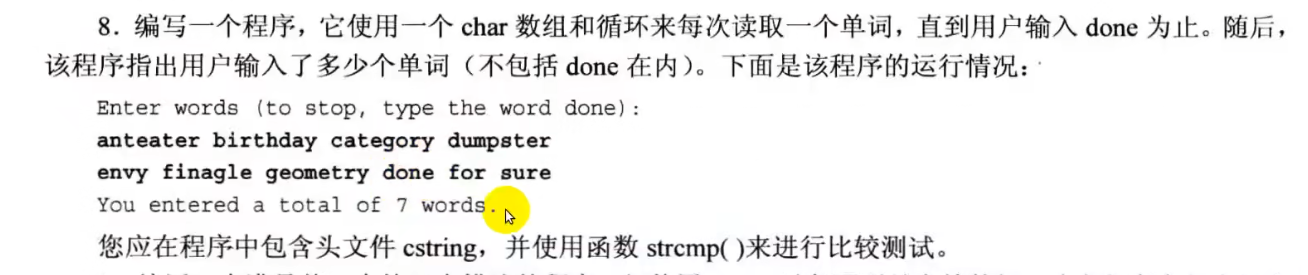 8. 编写一个程序，它使用一个 char 数组和循环来每次读取一个单词，直到用户输入 done 为止。随后，
该程序指出用户输入了多少个单词（不包括 done 在内）。下面是该程序的运行情况：
Enter words (to stop, type the word done):
anteater birthday category dumpster
envy finagle geometry done for sure
You entered a total of 7 words.
您应在程序中包含头文件 cstring，并使用函数 strcmp( )来进行比较测试。